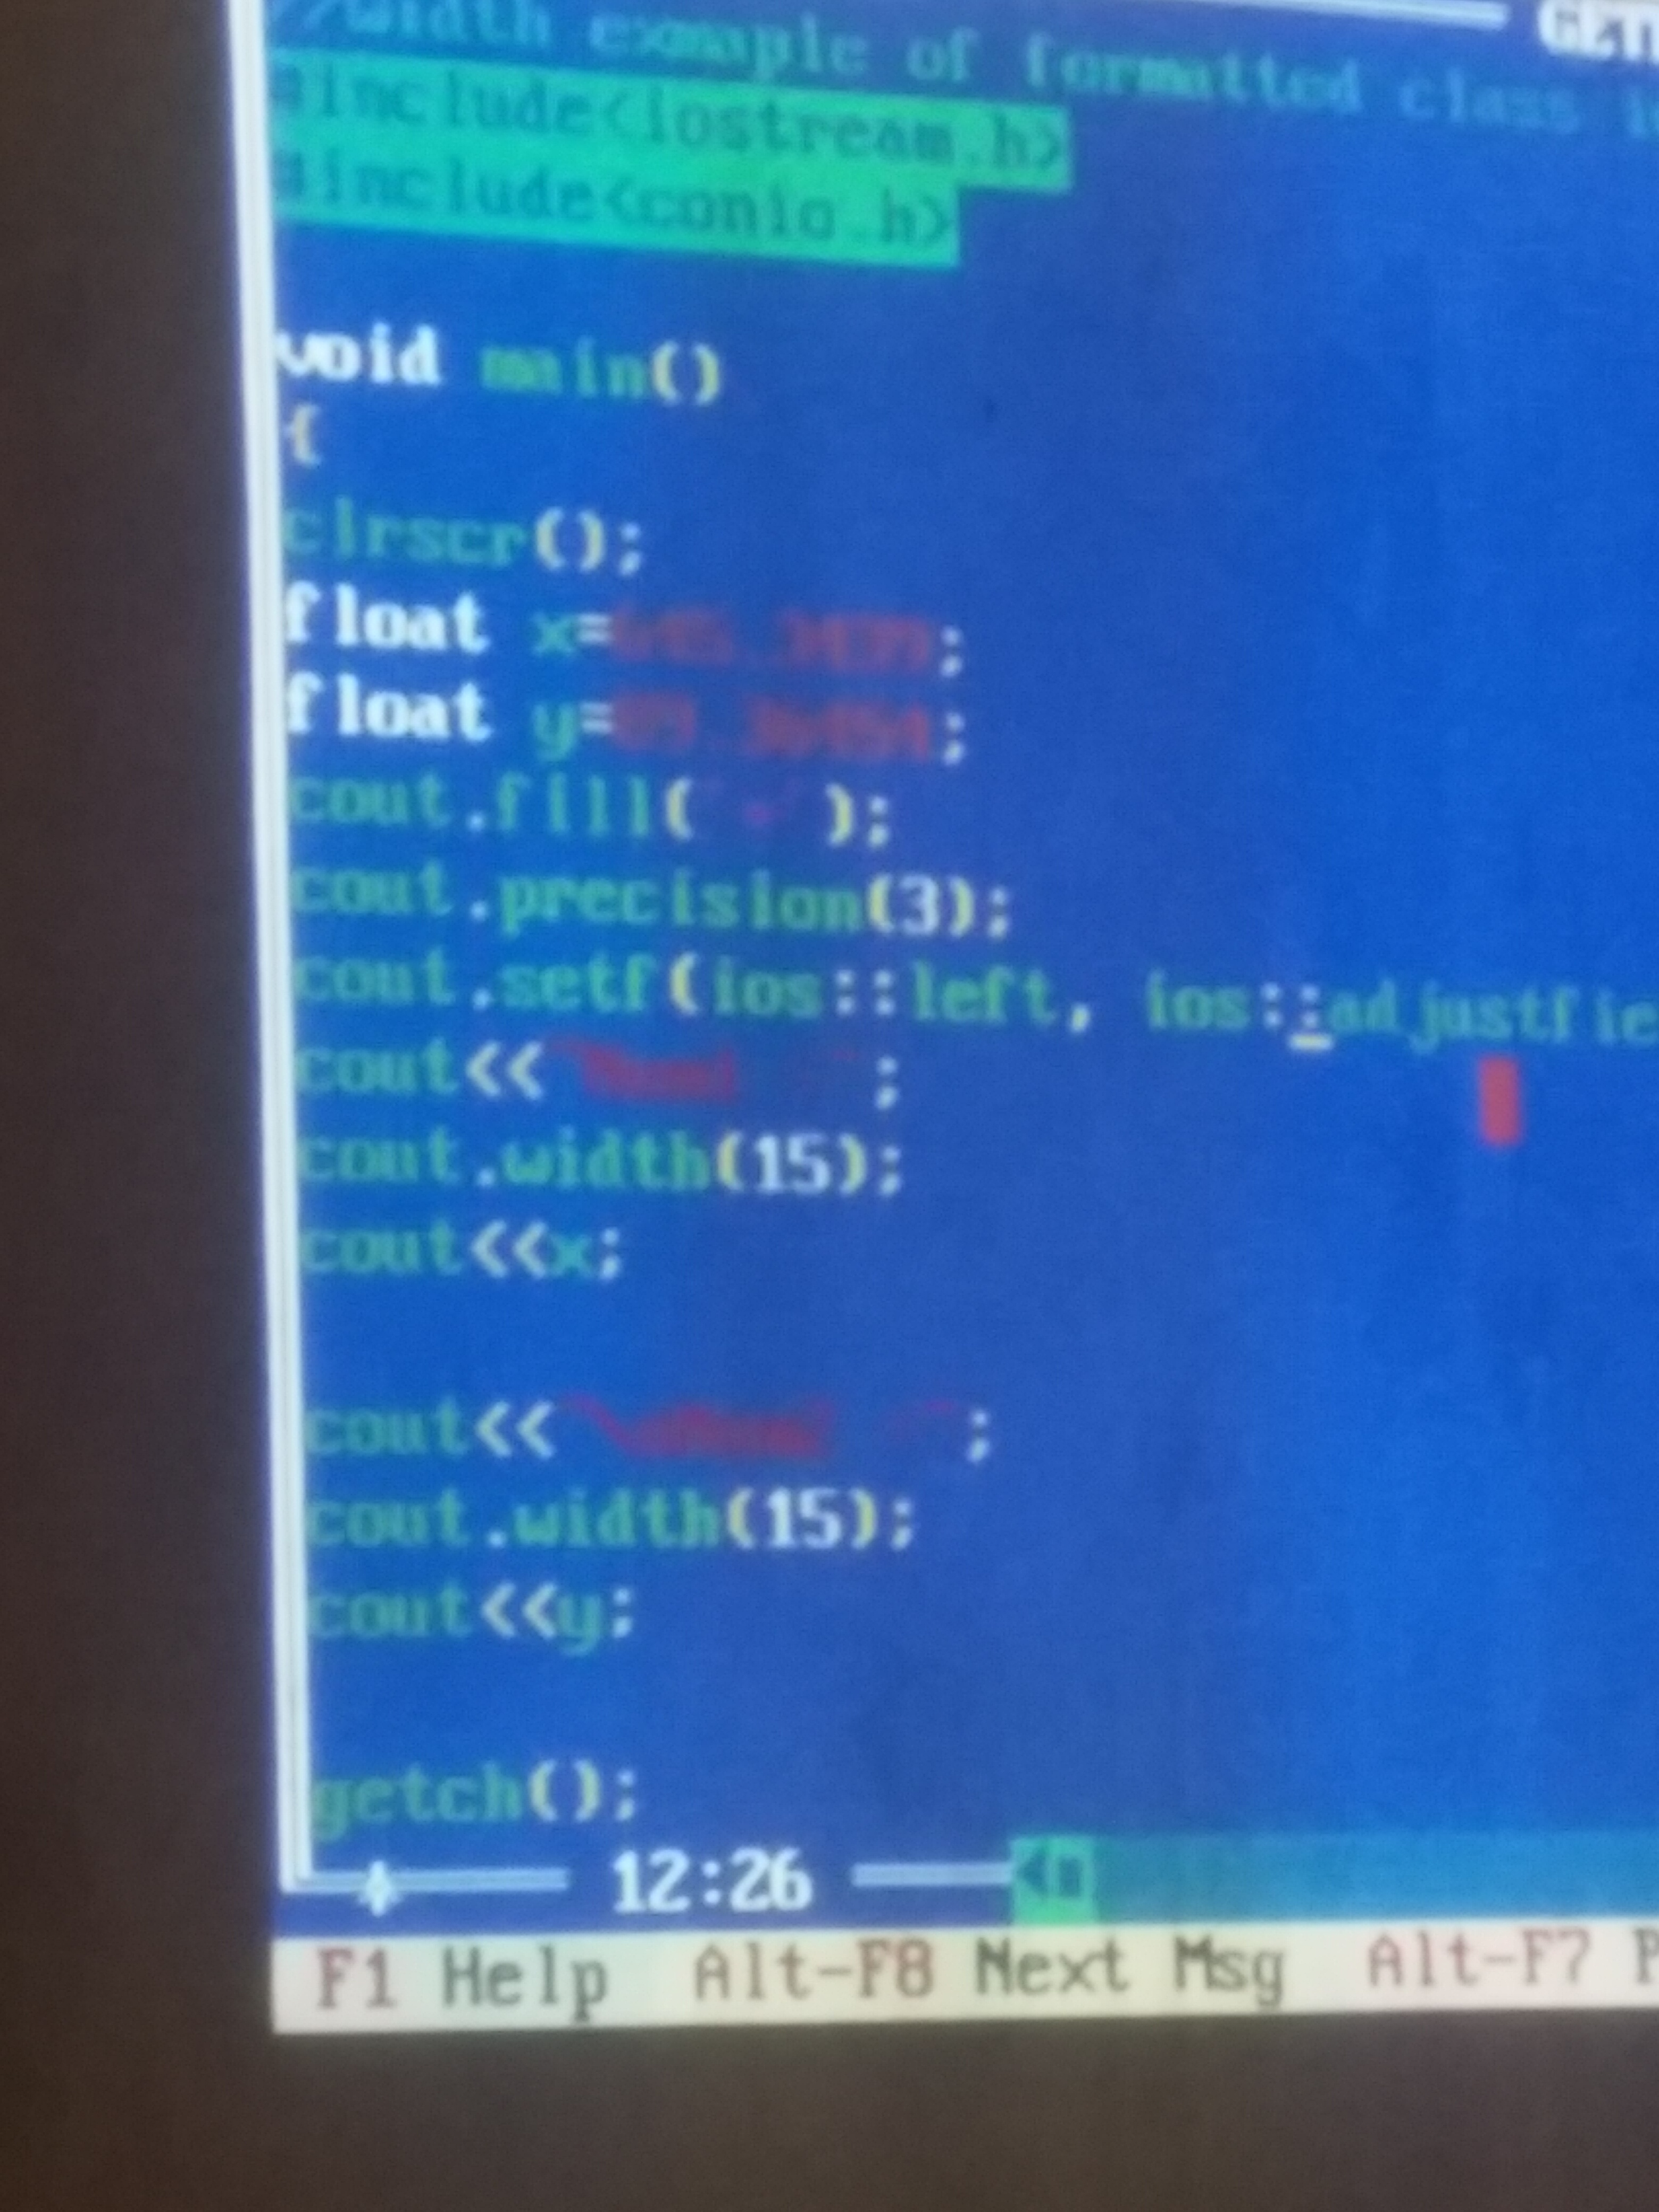 GET
//width exmaple of formatted class i
#include<iostream.h>
#include<conio.h>
void main()
{
clrscr();
float x= ;
float y= ;
cout.fill( );
cout.precision(3);
cout.setf(ios::left, ios::adjustfie
cout<< ;
cout.width(15);
cout<<x;
cout<< ;
cout.width(15);
cout<<y;
getch();
12:26
F1 Help Alt-F8 Next Msg Alt-F7 P